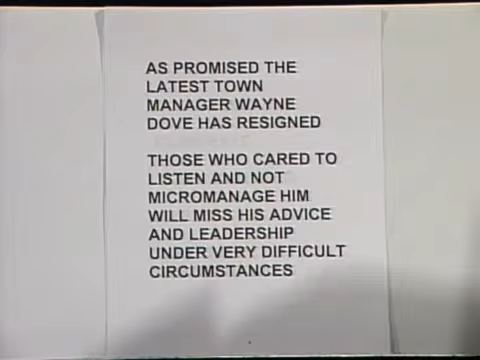 AS PROMISED THE
LATEST TOWN
MANAGER WAYNE
DOVE HAS RESIGNED
THOSE WHO CARED TO
LISTEN AND NOT
MICROMANAGE HIM
WILL MISS HIS ADVICE
AND LEADERSHIP
UNDER VERY DIFFICULT
CIRCUMSTANCES